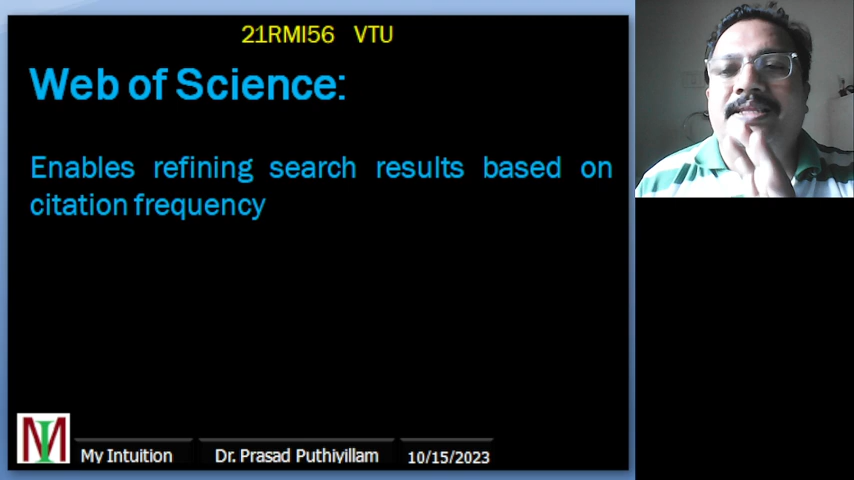 21RMI56 VTU
Web of Science:
Enables refining search results based on
citation frequency
MI
My Intuition
Dr. Prasad Puthiyillam
10/15/2023